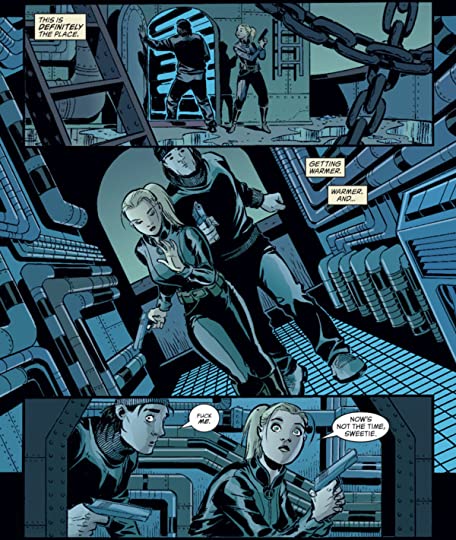 THIS IS
DEFINITELY
THE PLACE.
GETTING
WARMER.
WARMER.
AND...
FUCK
ME.
NOW'S
NOT THE TIME,
SWEETIE.